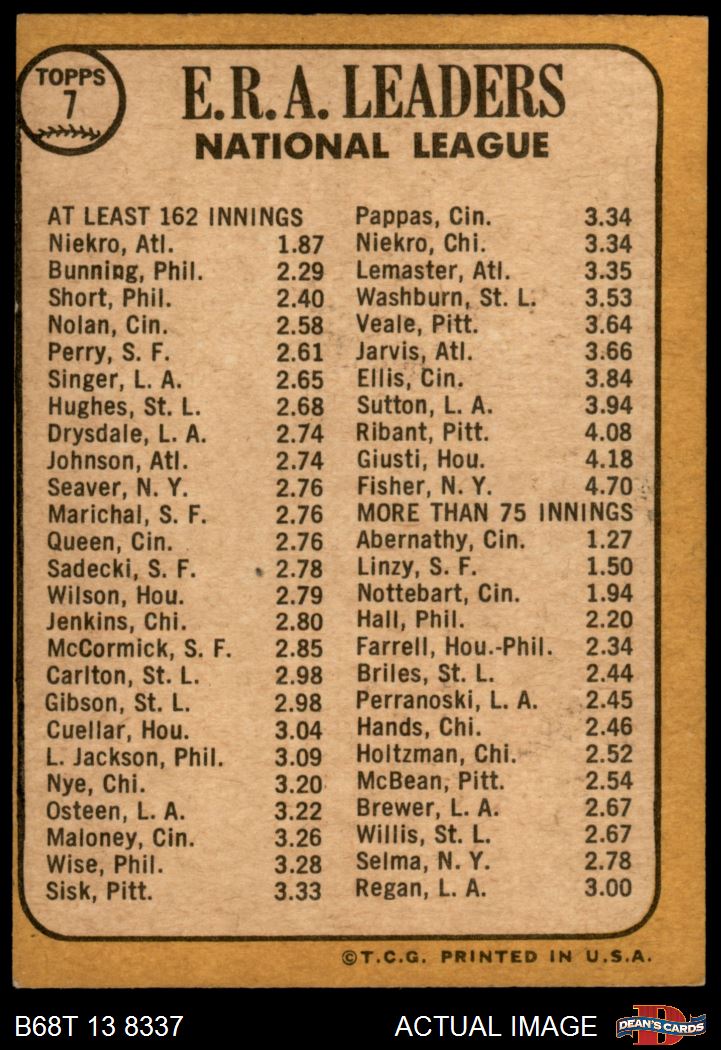 TOPPS
7
E.R.A. LEADERS
NATIONAL LEAGUE
AT LEAST 162 INNINGS
Niekro, Atl. 1.87
Bunning, Phil. 2.29
Short, Phil. 2.40
Nolan, Cin. 2.58
Perry, S. F. 2.61
Singer, L. A. 2.65
Hughes, St. L. 2.68
Drysdale, L. A. 2.74
Johnson, Atl. 2.74
Seaver, N. Y. 2.76
Marichal, S. F. 2.76
Queen, Cin. 2.76
Sadecki, S. F. 2.78
Wilson, Hou. 2.79
Jenkins, Chi. 2.80
McCormick, S. F. 2.85
Carlton, St. L. 2.98
Gibson, St. L. 2.98
Cuellar, Hou. 3.04
L. Jackson, Phil. 3.09
Nye, Chi. 3.20
Osteen, L. A. 3.22
Maloney, Cin. 3.26
Wise, Phil. 3.28
Sisk, Pitt. 3.33
Pappas, Cin. 3.34
Niekro, Chi. 3.34
Lemaster, Atl. 3.35
Washburn, St. L. 3.53
Veale, Pitt. 3.64
Jarvis, Atl. 3.66
Ellis, Cin. 3.84
Sutton, L. A. 3.94
Ribant, Pitt. 4.08
Giusti, Hou. 4.18
Fisher, N. Y. 4.70
MORE THAN 75 INNINGS
Abernathy, Cin. 1.27
Linzy, S. F. 1.50
Nottebart, Cin. 1.94
Hall, Phil. 2.20
Farrell, Hou.-Phil. 2.34
Briles, St. L. 2.44
Perranoski, L. A. 2.45
Hands, Chi. 2.46
Holtzman, Chi. 2.52
McBean, Pitt. 2.54
Brewer, L. A. 2.67
Willis, St. L. 2.67
Selma, N. Y. 2.78
Regan, L. A. 3.00
©T.C.G. PRINTED IN U.S.A.
B68T 13 8337
ACTUAL IMAGE
D
DEAN'S CARDS